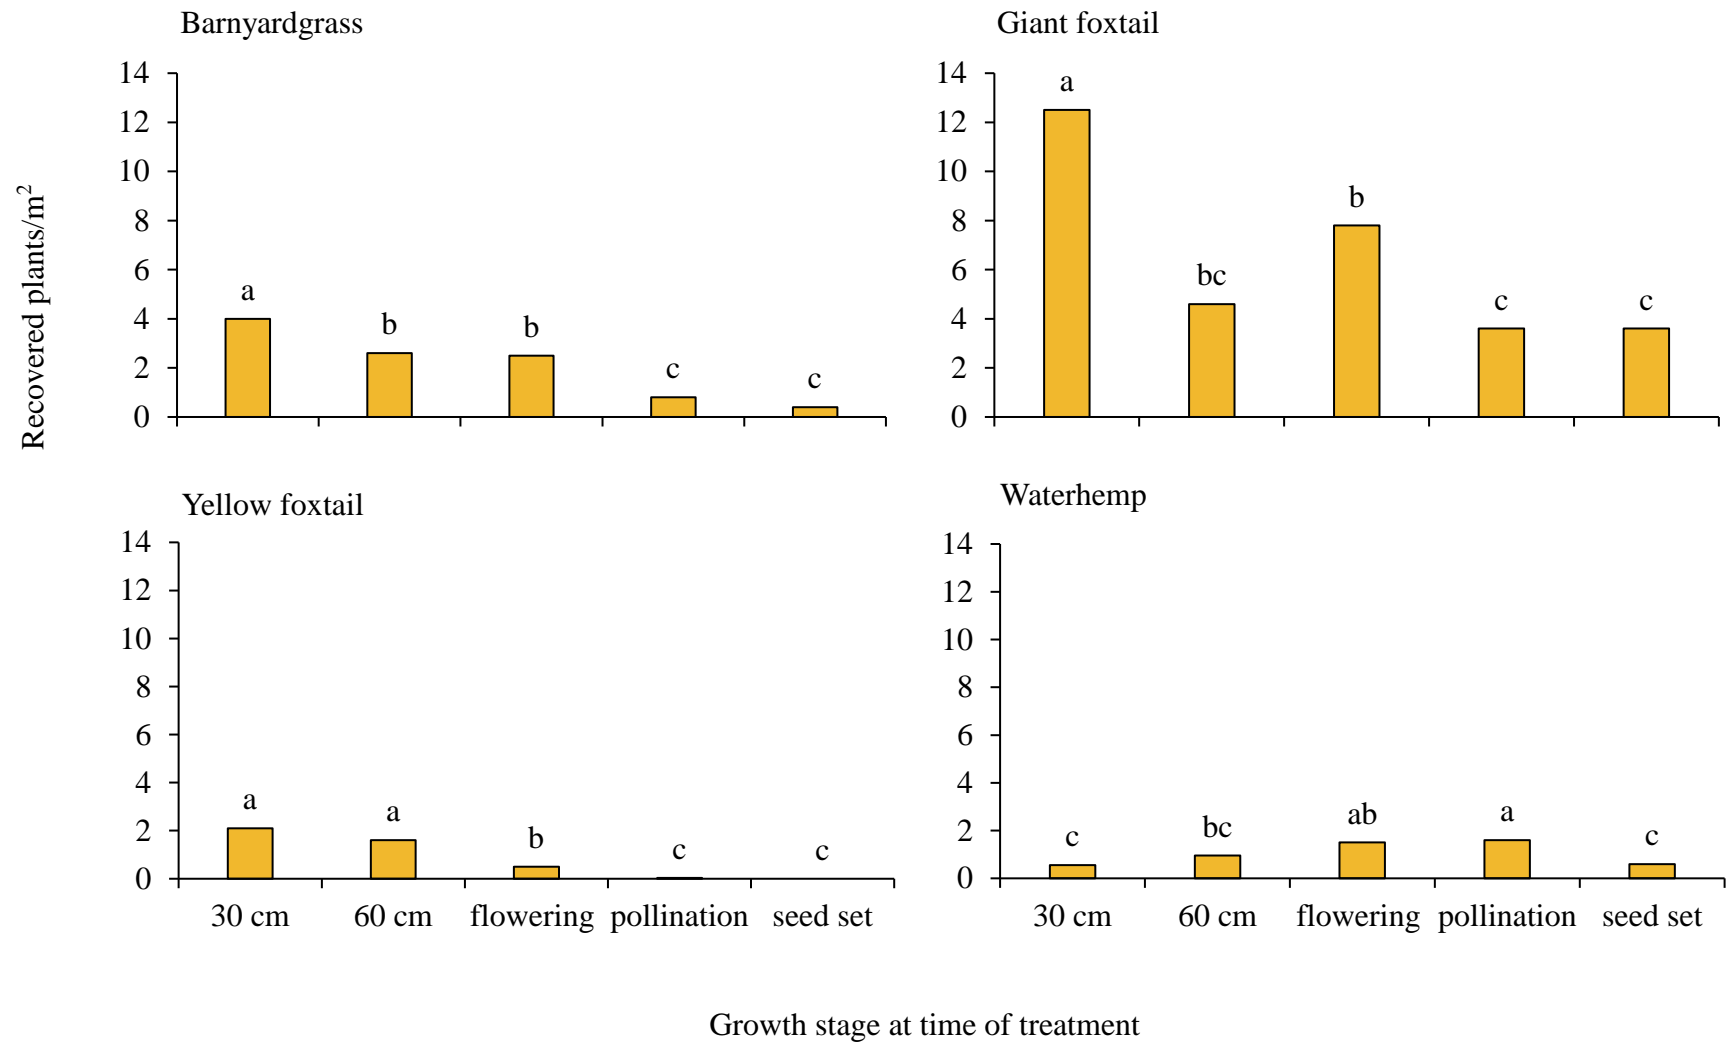 Barnyardgrass
14
12
10
8
6
4
2
0
a
b
b
c
c
Giant foxtail
14
12
10
8
6
4
2
0
a
bc
b
c
c
Recovered plants/m²
Yellow foxtail
14
12
10
8
6
4
2
0
a
a
b
c
c
30 cm 60 cm flowering pollination seed set
Waterhemp
14
12
10
8
6
4
2
0
c
bc
ab
a
c
30 cm 60 cm flowering pollination seed set
Growth stage at time of treatment